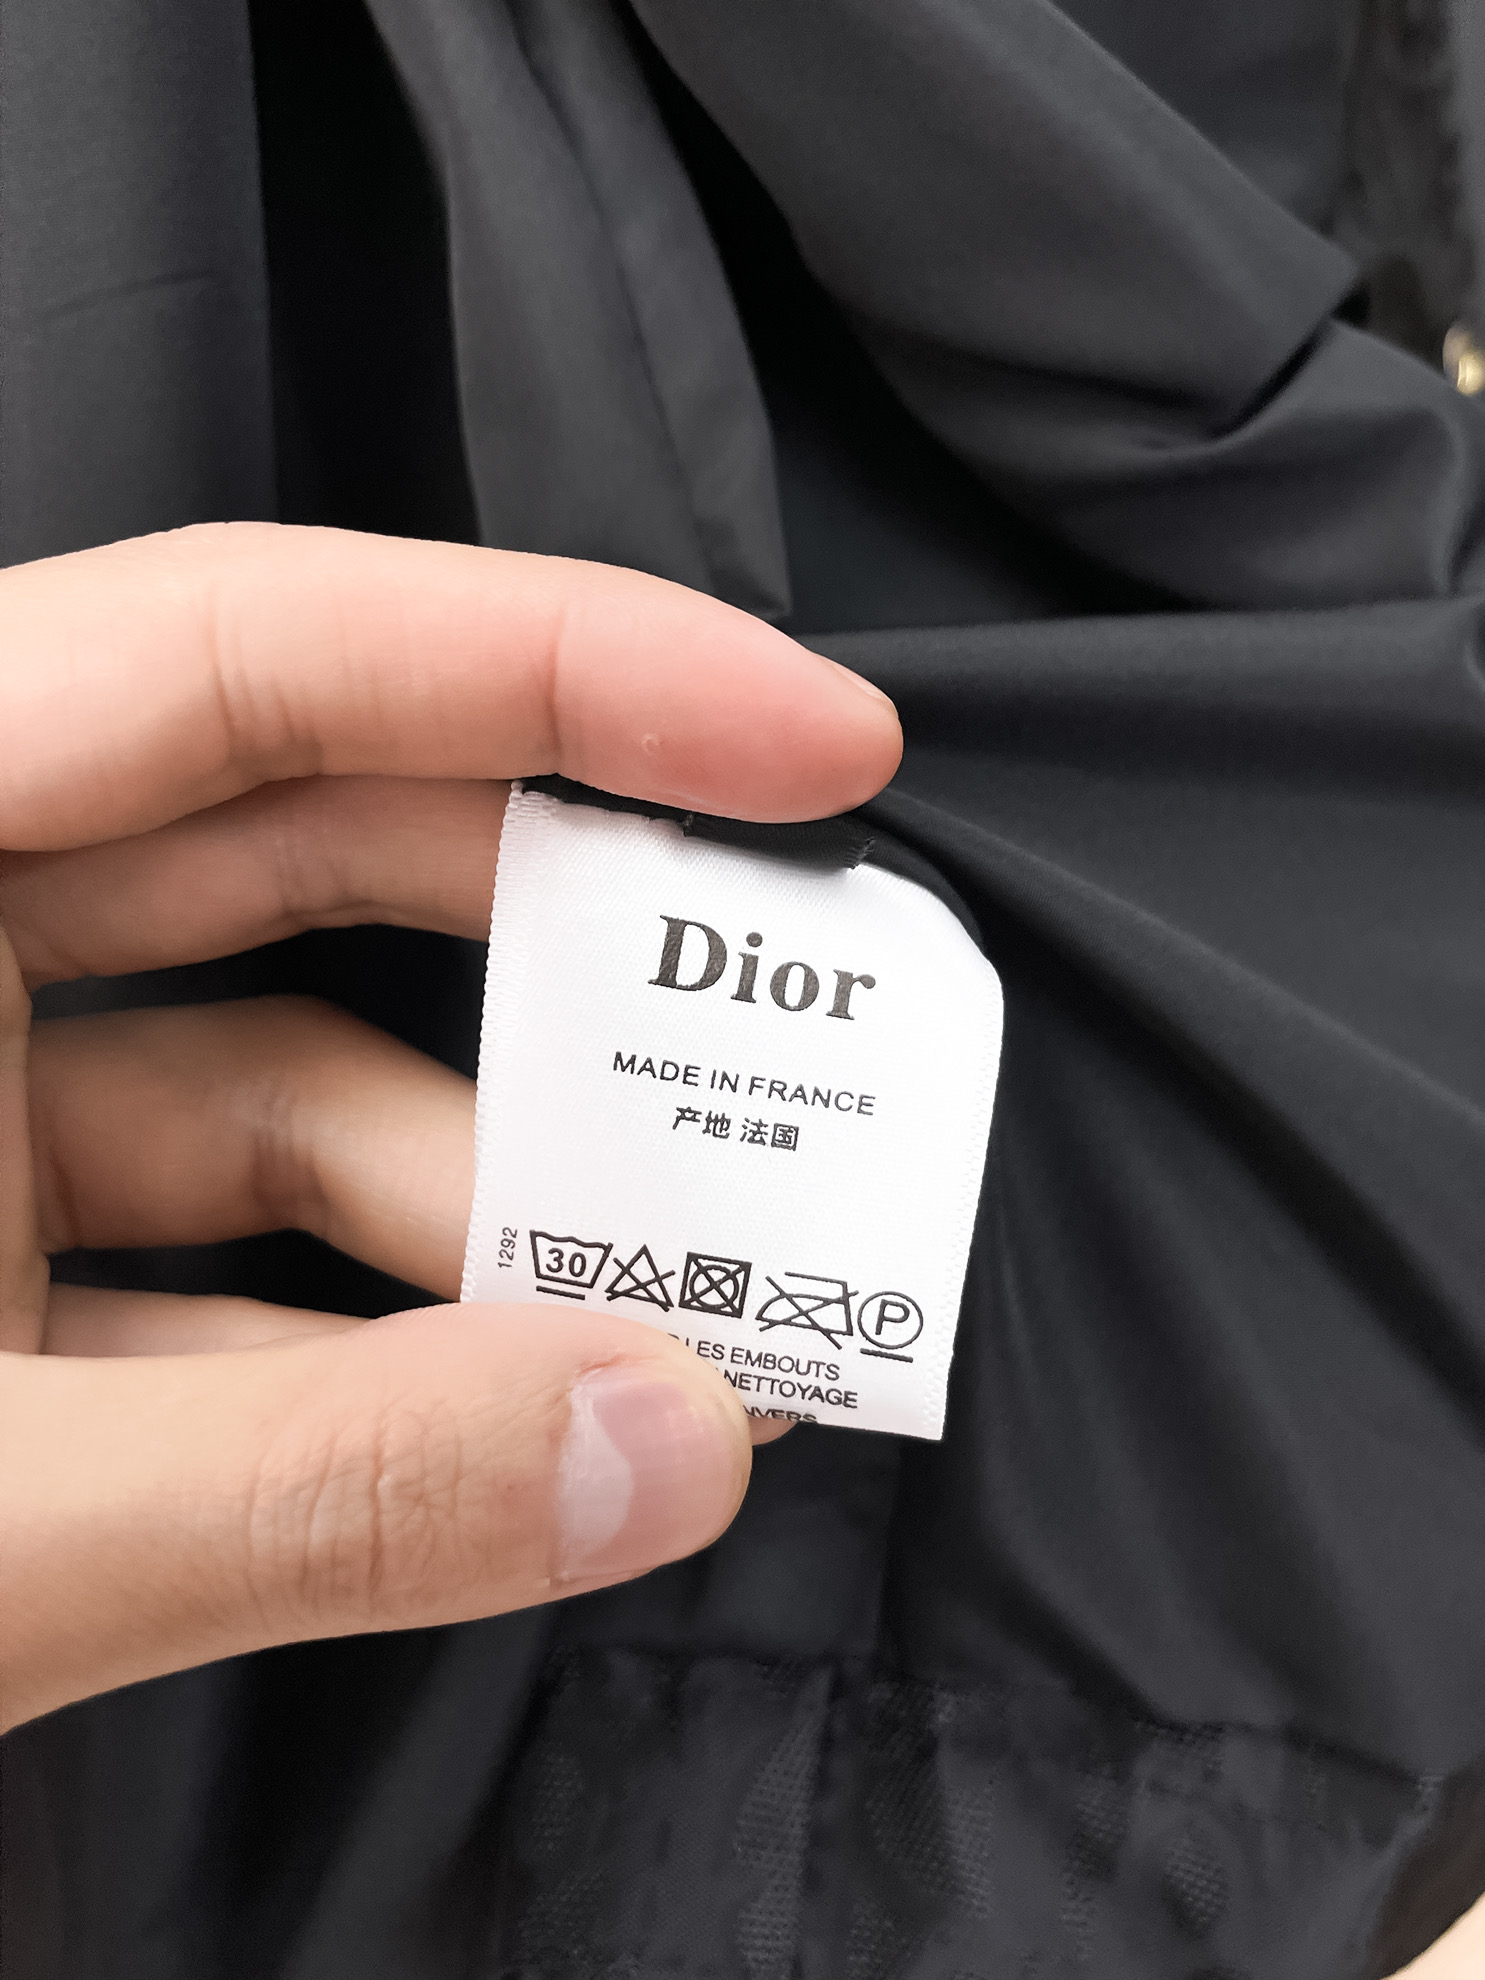 Dior
MADE IN FRANCE
产地 法国
1292
30
P
LES EMBOUTS
NETTOYAGE